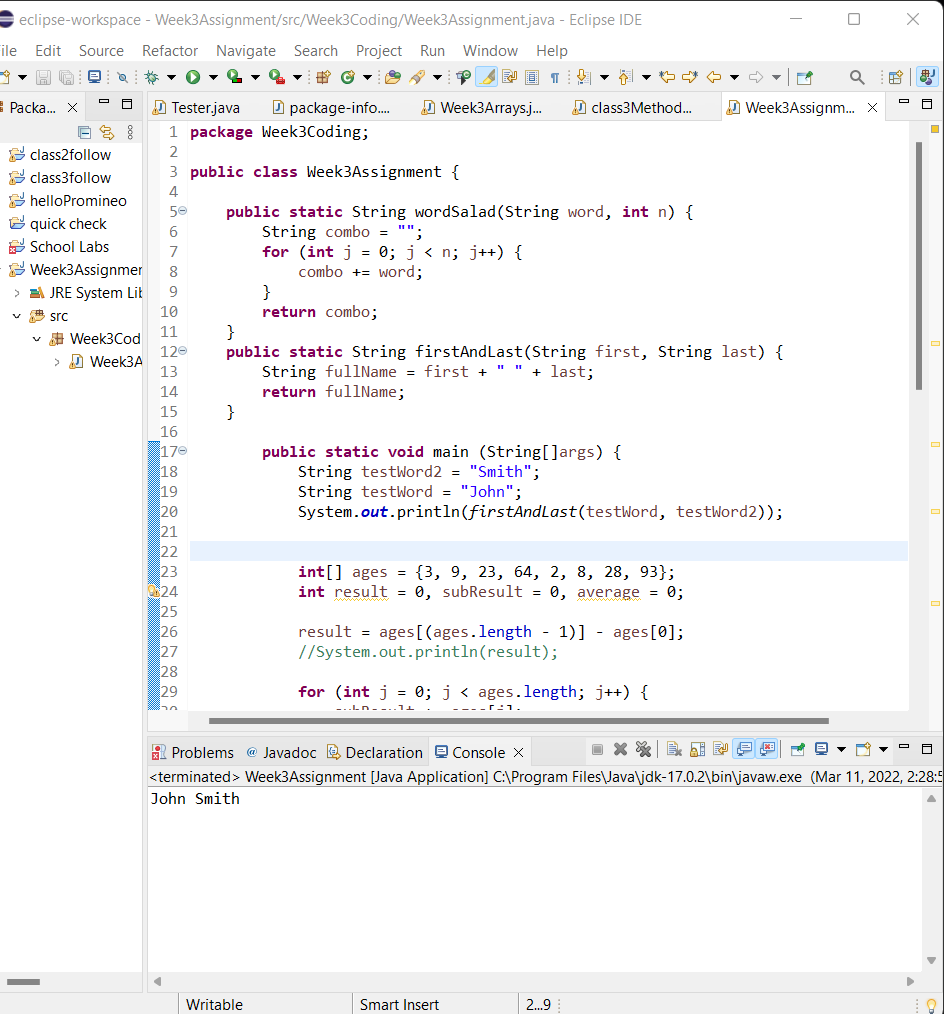 eclipse-workspace - Week3Assignment/src/Week3Coding/Week3Assignment.java - Eclipse IDE
ile Edit Source Refactor Navigate Search Project Run Window Help
Packa... Tester.java package-info.... Week3Arrays.j... class3Method... Week3Assignm...
class2follow
class3follow
helloPromineo
quick check
School Labs
Week3Assignmer
JRE System Lib
src
Week3Cod
Week3A
1 package Week3Coding;
2
3 public class Week3Assignment {
4
5 public static String wordSalad(String word, int n) {
6 String combo = "";
7 for (int j = 0; j < n; j++) {
8 combo += word;
9 }
10 return combo;
11 }
12 public static String firstAndLast(String first, String last) {
13 String fullName = first + " " + last;
14 return fullName;
15 }
16
17 public static void main (String[]args) {
18 String testWord2 = "Smith";
19 String testWord = "John";
20 System.out.println(firstAndLast(testWord, testWord2));
21
22
23 int[] ages = {3, 9, 23, 64, 2, 8, 28, 93};
24 int result = 0, subResult = 0, average = 0;
25
26 result = ages[(ages.length - 1)] - ages[0];
27 //System.out.println(result);
28
29 for (int j = 0; j < ages.length; j++) {
Problems @ Javadoc Declaration Console
<terminated> Week3Assignment [Java Application] C:\Program Files\Java\jdk-17.0.2\bin\javaw.exe (Mar 11, 2022, 2:28:5
John Smith
Writable Smart Insert 2...9